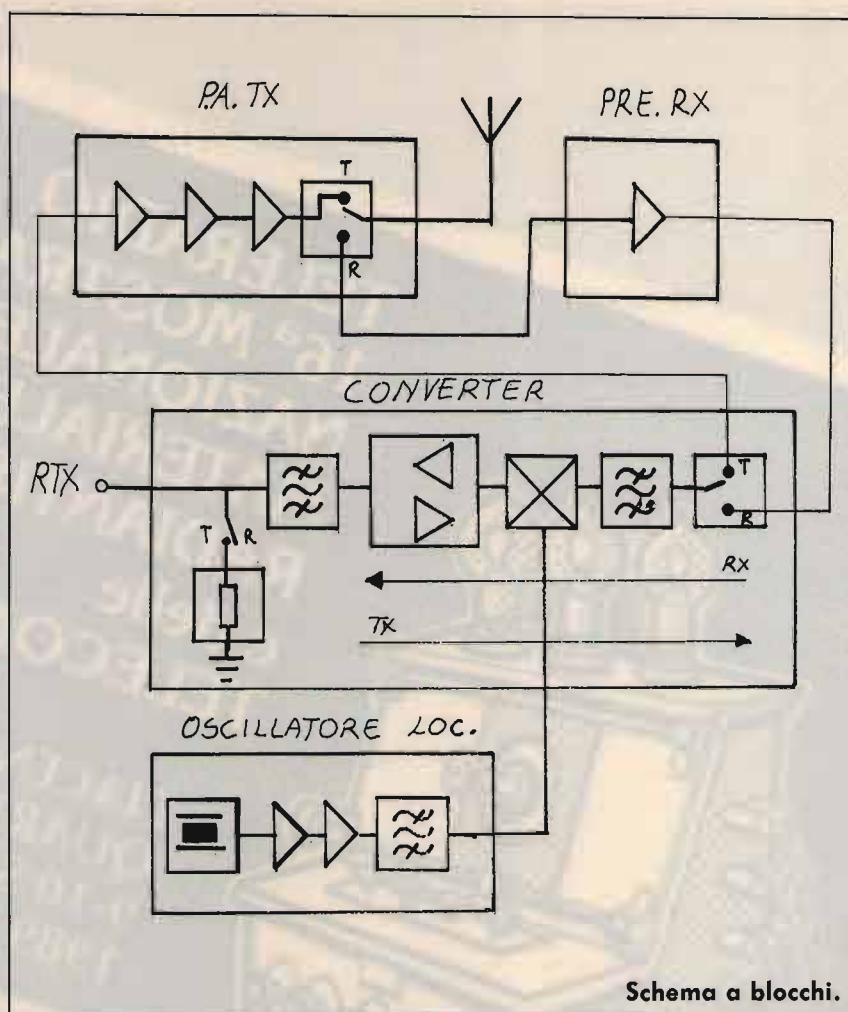 P.A. TX
PRE. RX
T
R
CONVERTER
RTX
T
R
T
R
RX
TX
OSCILLATORE LOC.
Schema a blocchi.